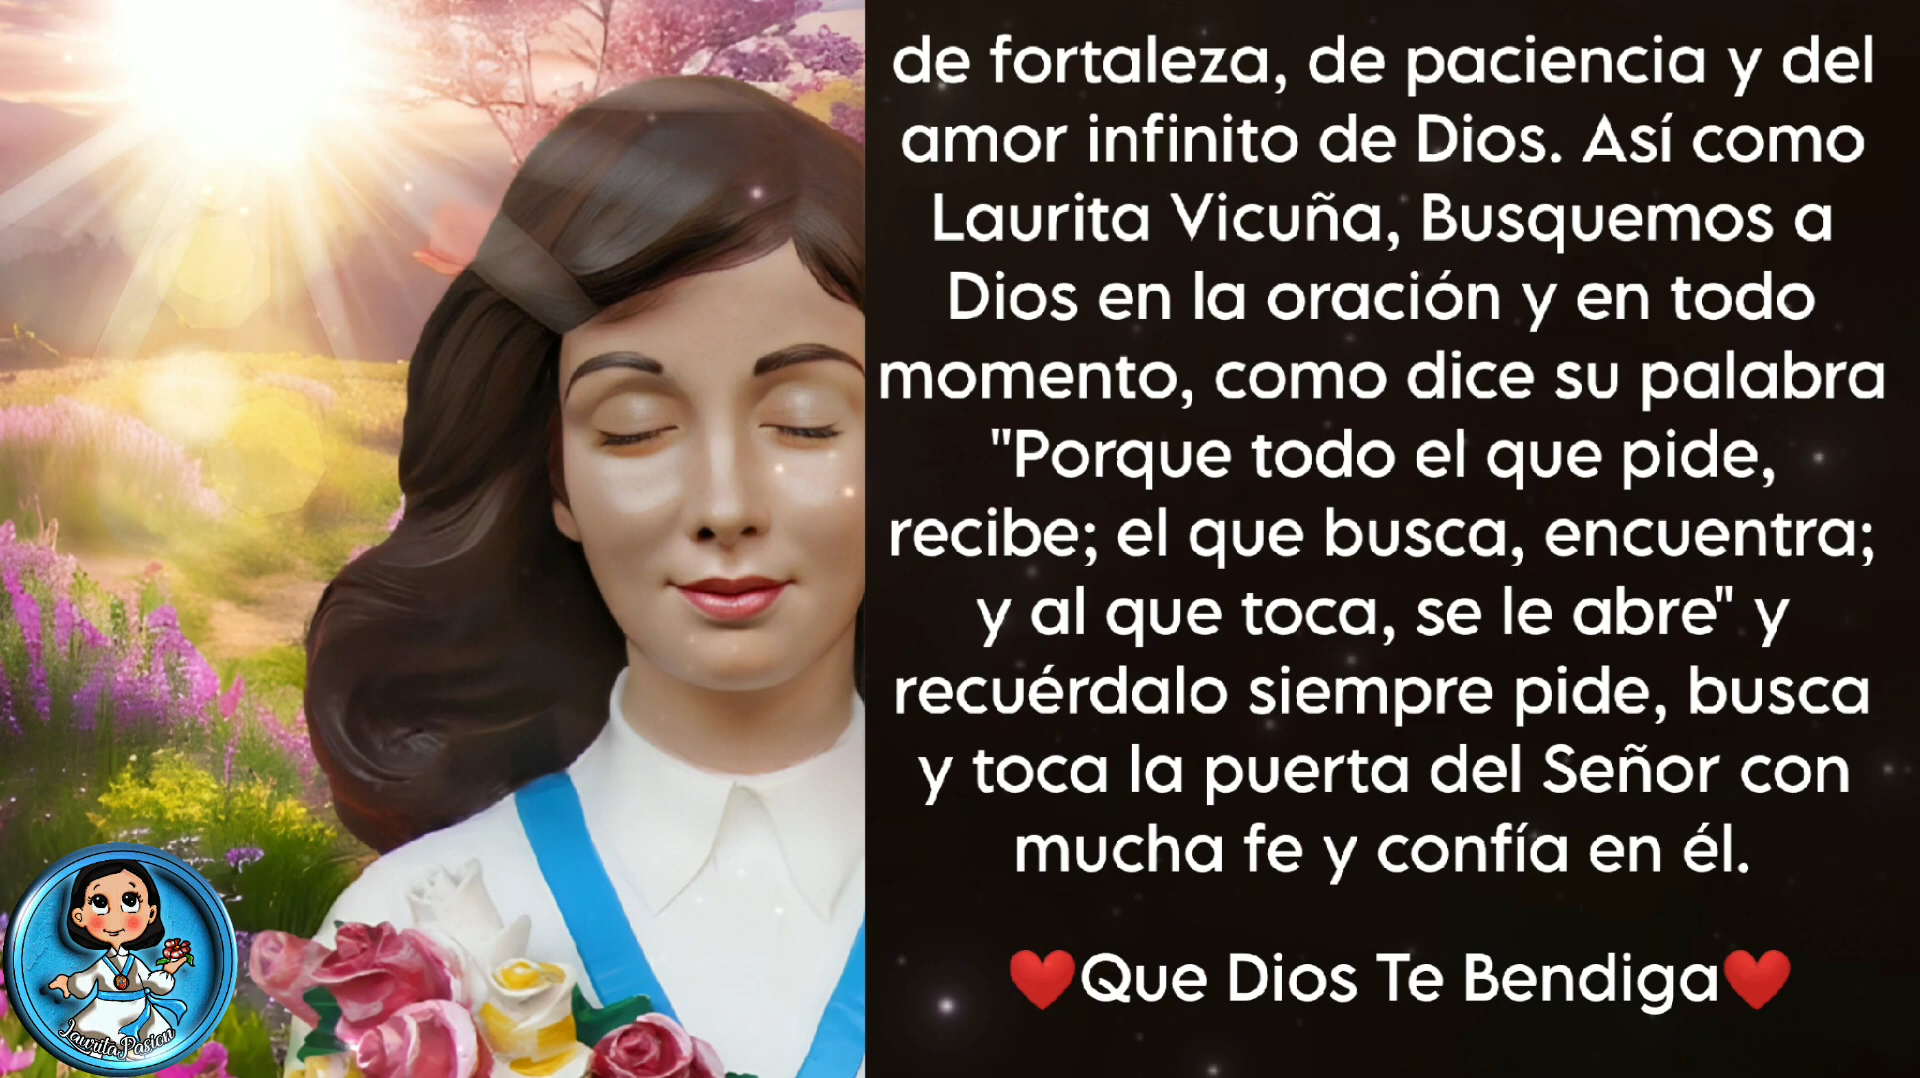 de fortaleza, de paciencia y del
amor infinito de Dios. Así como
Laurita Vicuña, Busquemos a
Dios en la oración y en todo
momento, como dice su palabra
"Porque todo el que pide,
recibe; el que busca, encuentra;
y al que toca, se le abre" y
recuérdalo siempre pide, busca
y toca la puerta del Señor con
mucha fe y confía en él.
❤️Que Dios Te Bendiga❤️
LauritaPasion